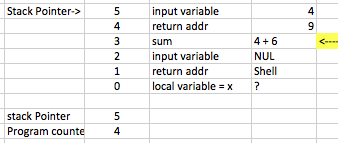 Stack Pointer-> 5 input variable 4
4 return addr 9
3 sum 4 + 6 <----
2 input variable NUL
1 return addr Shell
0 local variable = x ?
stack Pointer 5
Program counte 4